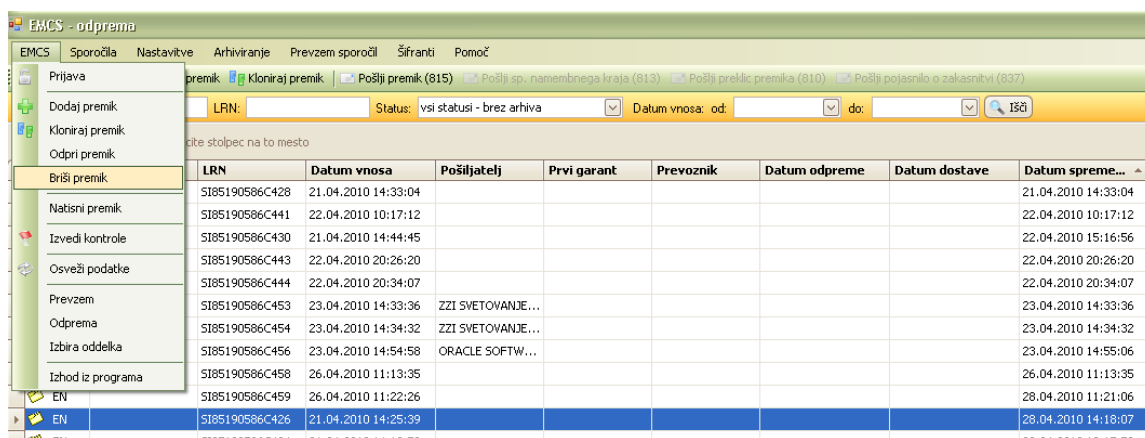 EMCS - odprema
EMCS Sporočila Nastavitve Arhiviranje Prevzem sporočil Šifranti Pomoč
Prijava
premik Kloniraj premik Pošlji premik (815) Pošlji sp. namembnega kraja (813) Pošlji preklic premika (810) Pošlji pojasnilo o zakasnitvi (837)
Dodaj premik
LRN: Status: vsi statusi - brez arhiva Datum vnosa: od: do: Išči
Kloniraj premik
cite stolpec na to mesto
Odpri premik
Briši premik
LRN Datum vnosa Pošiljatelj Prvi garant Prevoznik Datum odpreme Datum dostave Datum spreme...
SI85190586C428 21.04.2010 14:33:04 21.04.2010 14:33:04
Natisni premik
SI85190586C441 22.04.2010 10:17:12 22.04.2010 10:17:12
Izvedi kontrole
SI85190586C430 21.04.2010 14:44:45 22.04.2010 15:16:56
Osveži podatke
SI85190586C443 22.04.2010 20:26:20 22.04.2010 20:26:20
SI85190586C444 22.04.2010 20:34:07 22.04.2010 20:34:07
Prevzem
SI85190586C453 23.04.2010 14:33:36 ZZI SVETOVANJE... 23.04.2010 14:33:36
Odprema
SI85190586C454 23.04.2010 14:34:32 ZZI SVETOVANJE... 23.04.2010 14:34:32
Izbira oddelka
SI85190586C456 23.04.2010 14:54:58 ORACLE SOFTW... 23.04.2010 14:55:06
Izhod iz programa
SI85190586C458 26.04.2010 11:13:35 26.04.2010 11:13:35
EN SI85190586C459 26.04.2010 11:22:26 28.04.2010 11:21:06
EN SI85190586C426 21.04.2010 14:25:39 28.04.2010 14:18:07